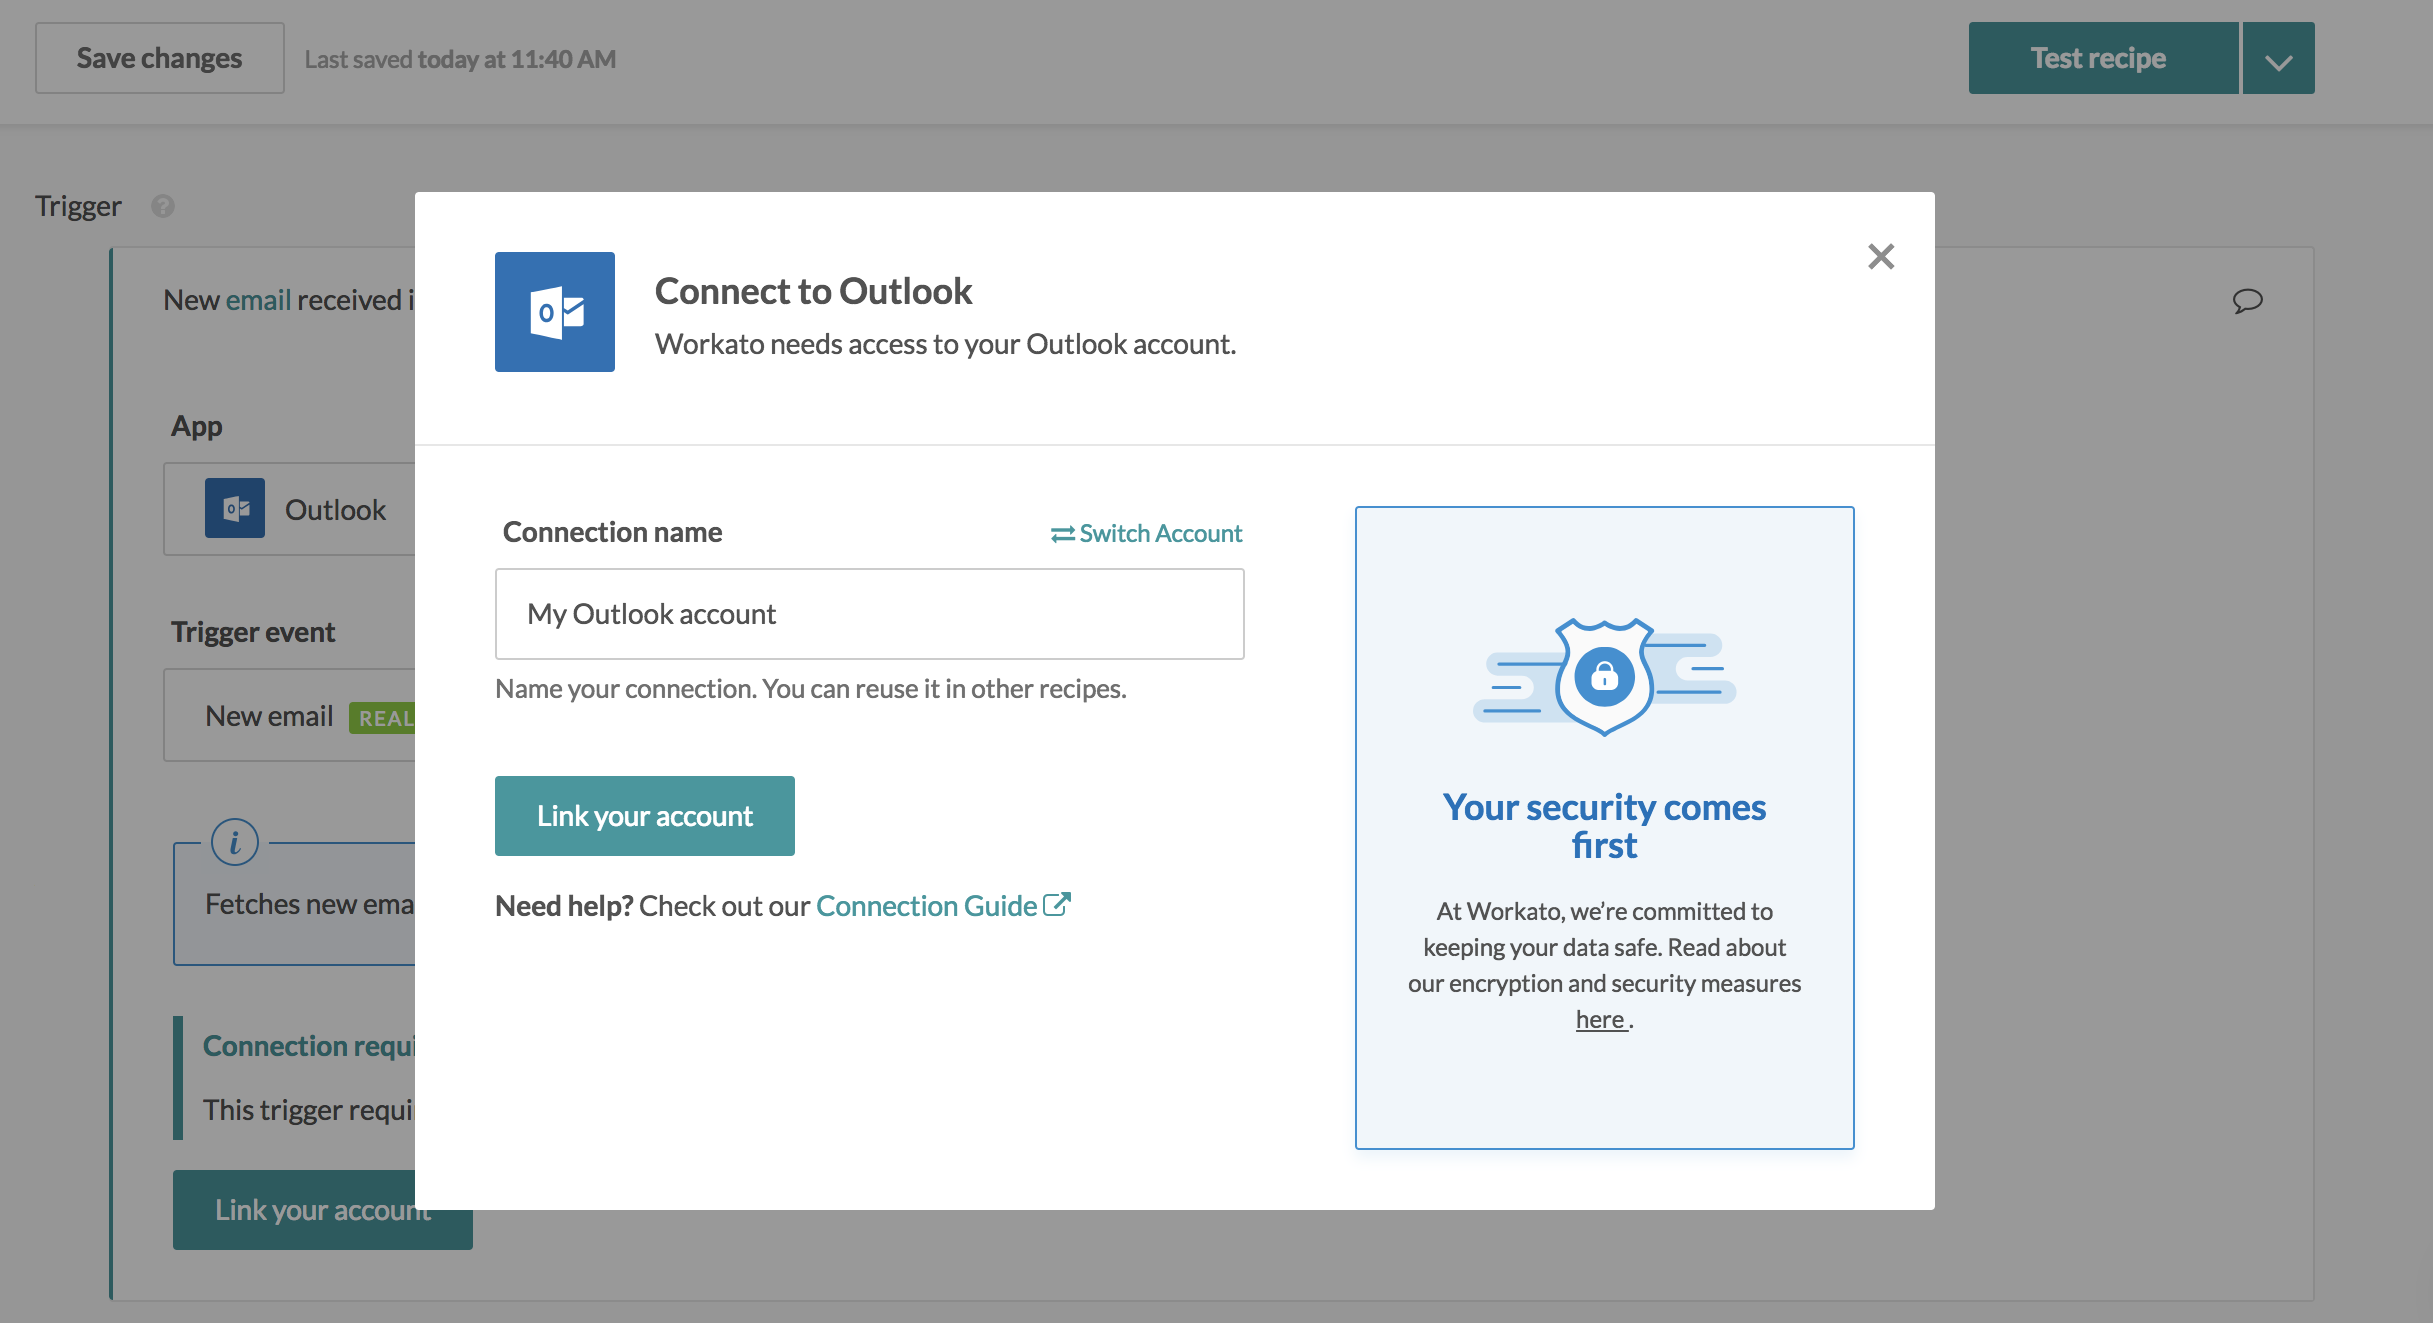 Save changes
Last saved today at 11:40 AM
Test recipe
Trigger
New email received i
App
Outlook
Trigger event
New email REAL
Fetches new ema
Connection requi
This trigger requi
Link your account
Connect to Outlook
Workato needs access to your Outlook account.
Connection name
Switch Account
My Outlook account
Name your connection. You can reuse it in other recipes.
Link your account
Need help? Check out our Connection Guide
Your security comes
first
At Workato, we’re committed to
keeping your data safe. Read about
our encryption and security measures
here .